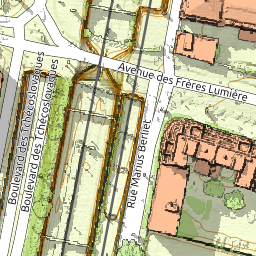 Avenue des Frères Lumière
Boulevard des Tchécoslovaques
Boulevard des Tchécoslovaques
Rue Marius Berliet